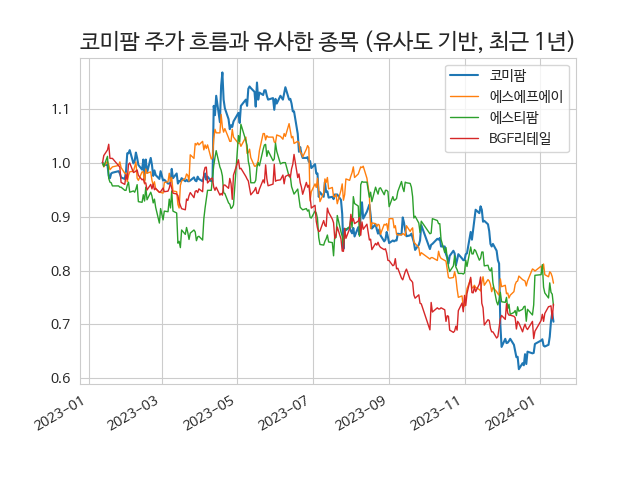 코미팜 주가 흐름과 유사한 종목 (유사도 기반, 최근 1년)
코미팜
에스에프에이
에스티팜
BGF리테일
1.1
1.0
0.9
0.8
0.7
0.6
2023-01
2023-03
2023-05
2023-07
2023-09
2023-11
2024-01